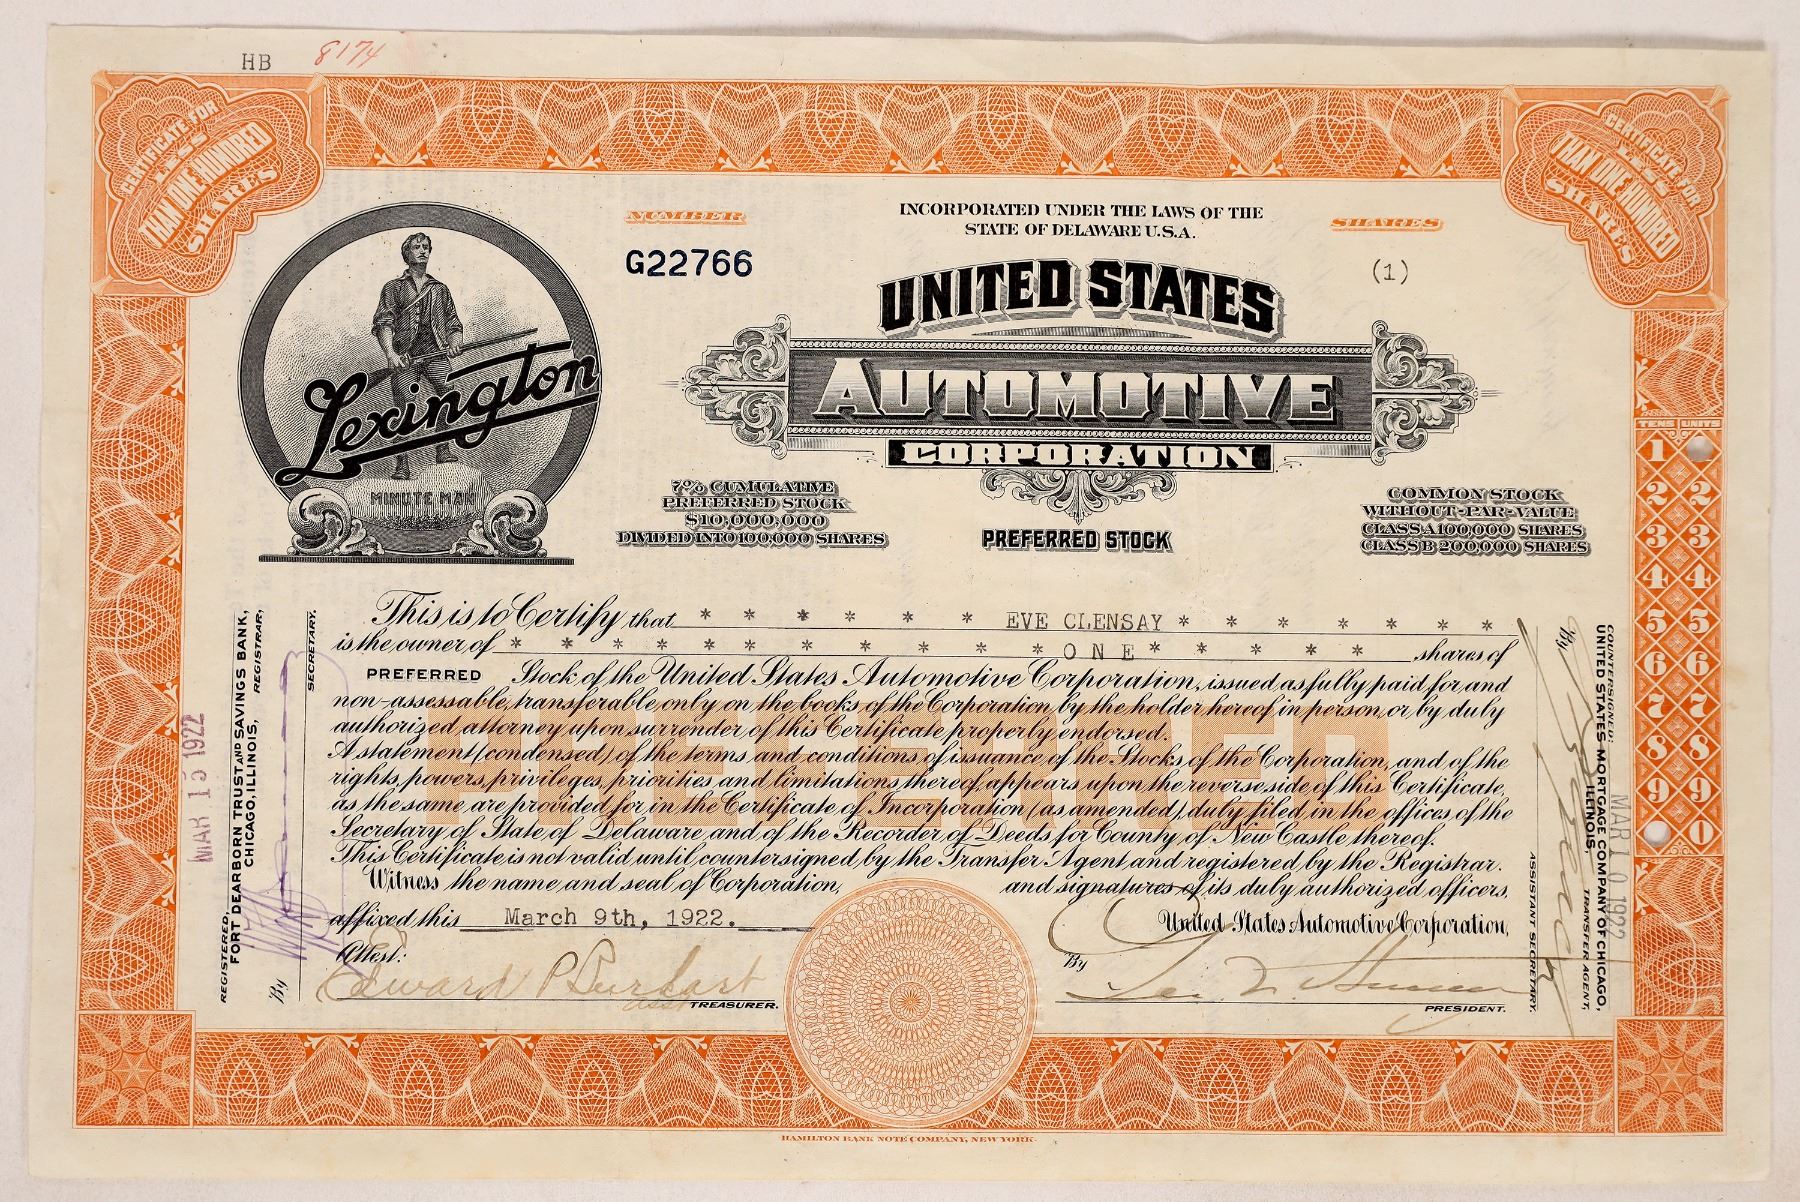 HB 8174
CERTIFICATE FOR
LESS
THAN ONE HUNDRED
SHARES
CERTIFICATE FOR
LESS
THAN ONE HUNDRED
SHARES
NUMBER
G22766
INCORPORATED UNDER THE LAWS OF THE
STATE OF DELAWARE U.S.A.
SHARES
(1)
UNITED STATES
AUTOMOTIVE
CORPORATION
PREFERRED STOCK
Lexington
MINUTE MAN
7% CUMULATIVE
PREFERRED STOCK
$10,000,000
DIVIDED INTO 100,000 SHARES
COMMON STOCK
WITHOUT-PAR-VALUE
CLASS A 100,000 SHARES
CLASS B 200,000 SHARES
TENS UNITS
1
2 2
3 3
4 4
5 5
6 6
7 7
8 8
9 9
0
This is to Certify that * * * * * * EVE CLENSAY * * * * * * * *
is the owner of * * * * * * * * * * * * ONE * * * * * * shares of
PREFERRED Stock of the United States Automotive Corporation, issued as fully paid, for and
non-assessable, transferable only on the books of the Corporation by the holder hereof in person, or by duly
authorized attorney upon surrender of this Certificate properly endorsed.
A statement (condensed) of the terms and conditions of issuance of the Stocks of the Corporation, and of the
rights, powers, privileges, priorities and limitations thereof, appears upon the reverse side of this Certificate,
as the same are provided for in the Certificate of Incorporation (as amended), duly filed in the offices of the
Secretary of State of Delaware, and of the Recorder of Deeds for County of New Castle thereof.
This Certificate is not valid until countersigned by the Transfer Agent and registered by the Registrar.
Witness the name and seal of Corporation, and signatures of its duly authorized officers,
affixed this March 9th, 1922. United States Automotive Corporation,
PREFERRED
Attest:
Edward P Burkart
Asst TREASURER.
By
PRESIDENT.
REGISTERED,
FORT DEARBORN TRUST AND SAVINGS BANK,
CHICAGO, ILLINOIS, REGISTRAR,
By
SECRETARY.
MAR 13 1922
COUNTERSIGNED:
UNITED STATES MORTGAGE COMPANY OF CHICAGO,
ILLINOIS, TRANSFER AGENT,
By
ASSISTANT SECRETARY.
MAR 10 1922
HAMILTON BANK NOTE COMPANY, NEW YORK.